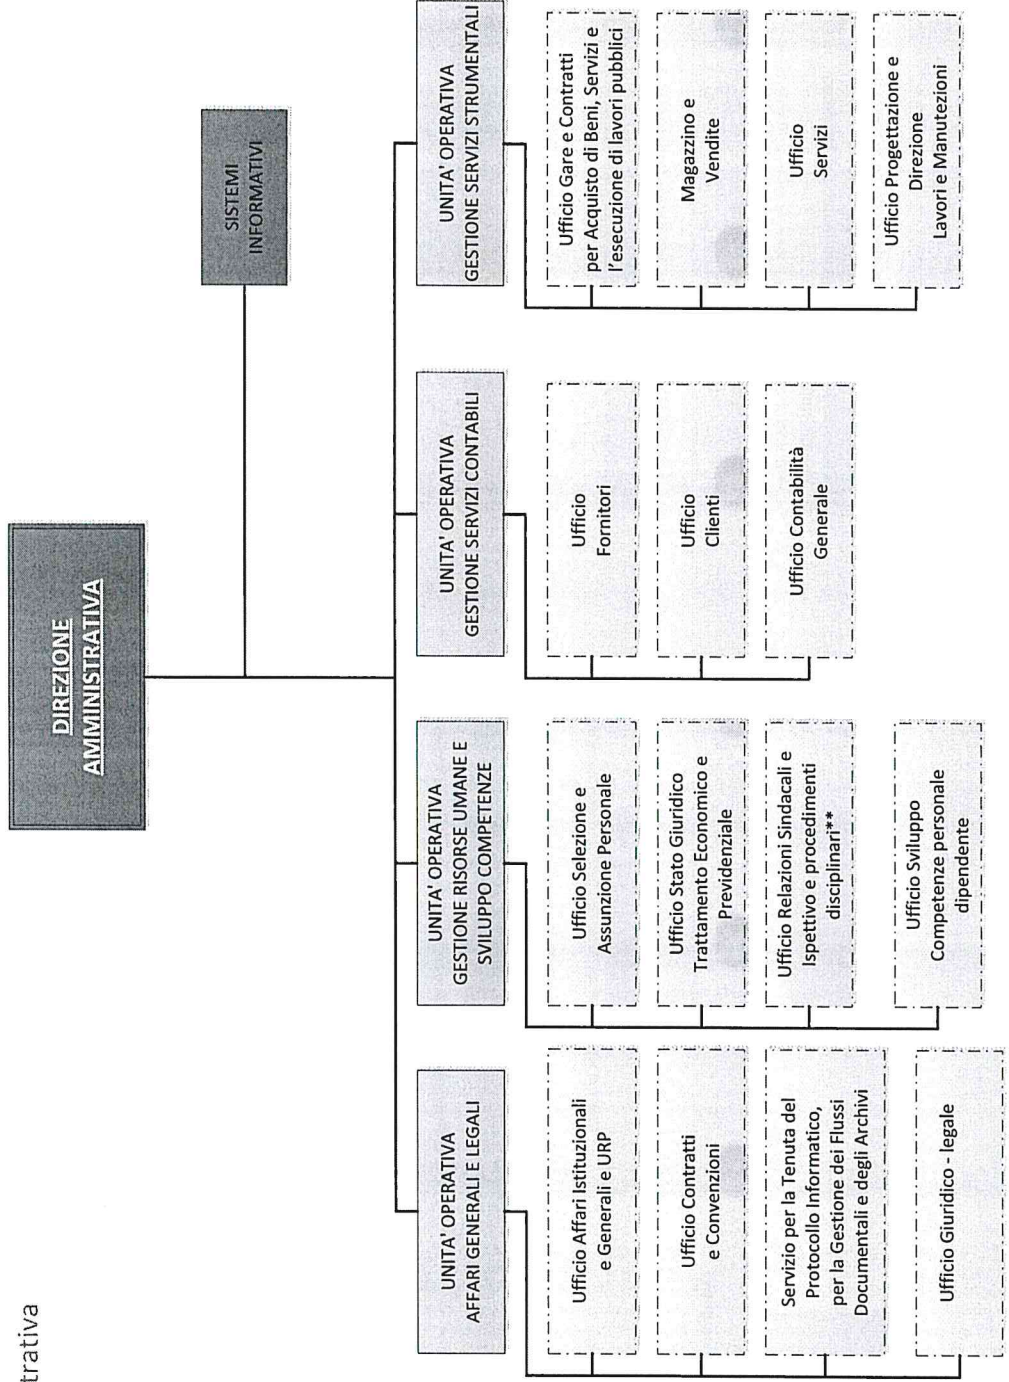 trativa
DIREZIONE
AMMINISTRATIVA
SISTEMI
INFORMATIVI
UNITA' OPERATIVA
AFFARI GENERALI E LEGALI
Ufficio Affari Istituzionali
e Generali e URP
Ufficio Contratti
e Convenzioni
Servizio per la Tenuta del
Protocollo Informatico,
per la Gestione dei Flussi
Documentali e degli Archivi
Ufficio Giuridico - legale
UNITA' OPERATIVA
GESTIONE RISORSE UMANE E
SVILUPPO COMPETENZE
Ufficio Selezione e
Assunzione Personale
Ufficio Stato Giuridico
Trattamento Economico e
Previdenziale
Ufficio Relazioni Sindacali e
Ispettivo e procedimenti
disciplinari**
Ufficio Sviluppo
Competenze personale
dipendente
UNITA' OPERATIVA
GESTIONE SERVIZI CONTABILI
Ufficio
Fornitori
Ufficio
Clienti
Ufficio Contabilità
Generale
UNITA' OPERATIVA
GESTIONE SERVIZI STRUMENTALI
Ufficio Gare e Contratti
per Acquisto di Beni, Servizi e
l'esecuzione di lavori pubblici
Magazzino e
Vendite
Ufficio
Servizi
Ufficio Progettazione e
Direzione
Lavori e Manutezioni